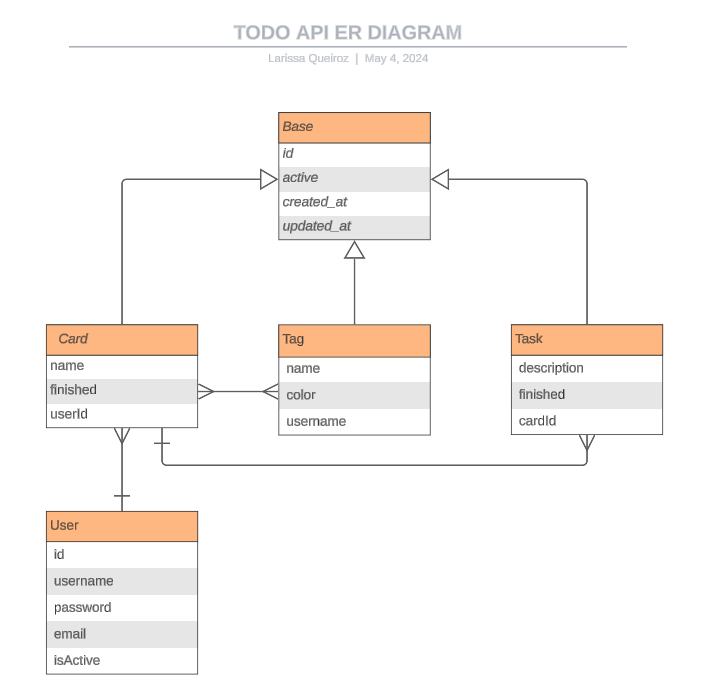 TODO API ER DIAGRAM
Larissa Queiroz | May 4, 2024
Base
id
active
created_at
updated_at
Card
name
finished
userId
Tag
name
color
username
Task
description
finished
cardId
User
id
username
password
email
isActive